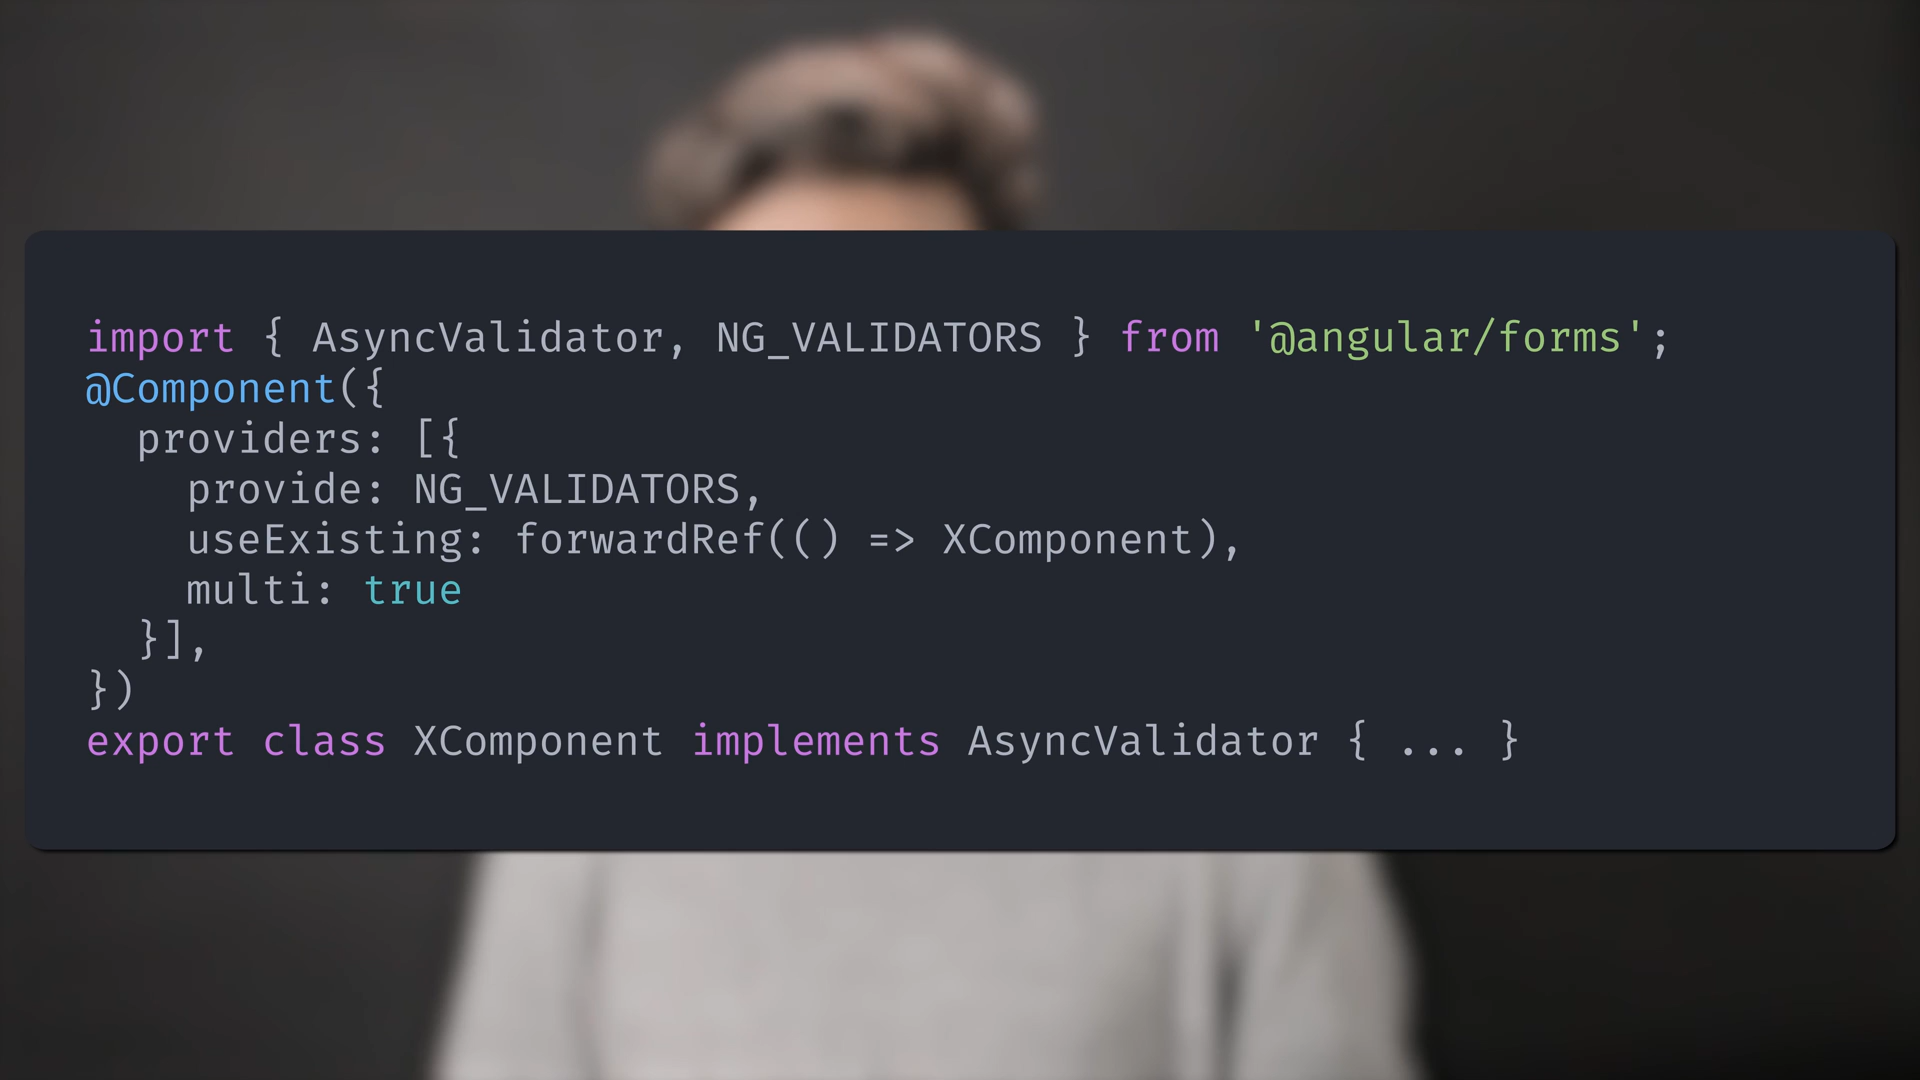 import { AsyncValidator, NG_VALIDATORS } from '@angular/forms';
@Component({
  providers: [{
    provide: NG_VALIDATORS,
    useExisting: forwardRef(() => XComponent),
    multi: true
  }],
})
export class XComponent implements AsyncValidator { ... }